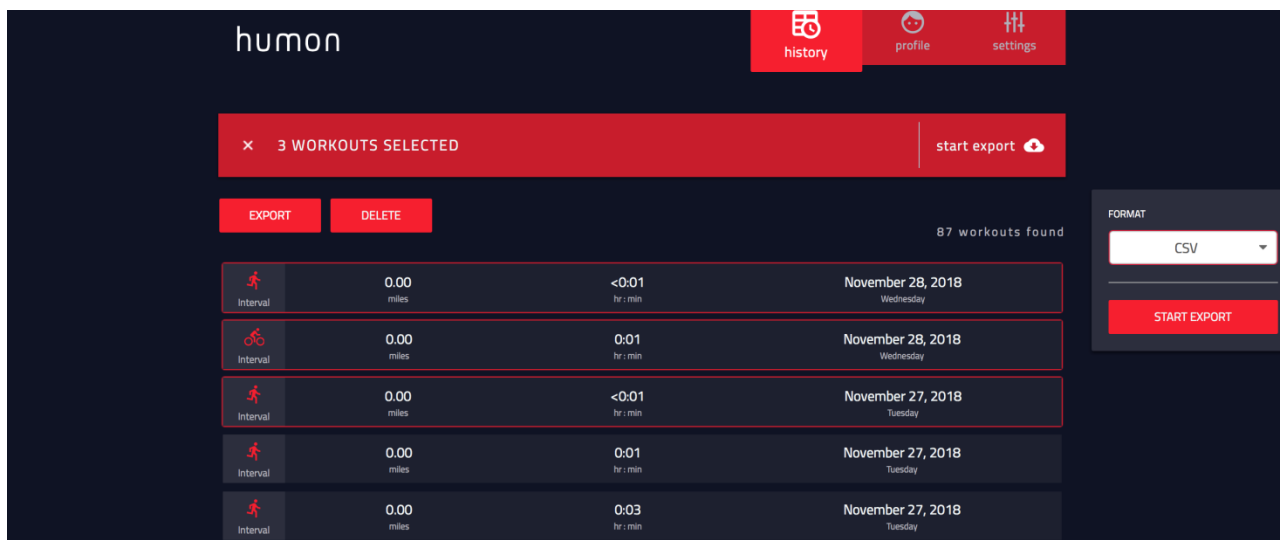 humon
history
profile
settings
× 3 WORKOUTS SELECTED
start export
EXPORT
DELETE
87 workouts found
FORMAT
CSV
START EXPORT
Interval
0.00
miles
<0:01
hr : min
November 28, 2018
Wednesday
Interval
0.00
miles
0:01
hr : min
November 28, 2018
Wednesday
Interval
0.00
miles
<0:01
hr : min
November 27, 2018
Tuesday
Interval
0.00
miles
0:01
hr : min
November 27, 2018
Tuesday
Interval
0.00
miles
0:03
hr : min
November 27, 2018
Tuesday